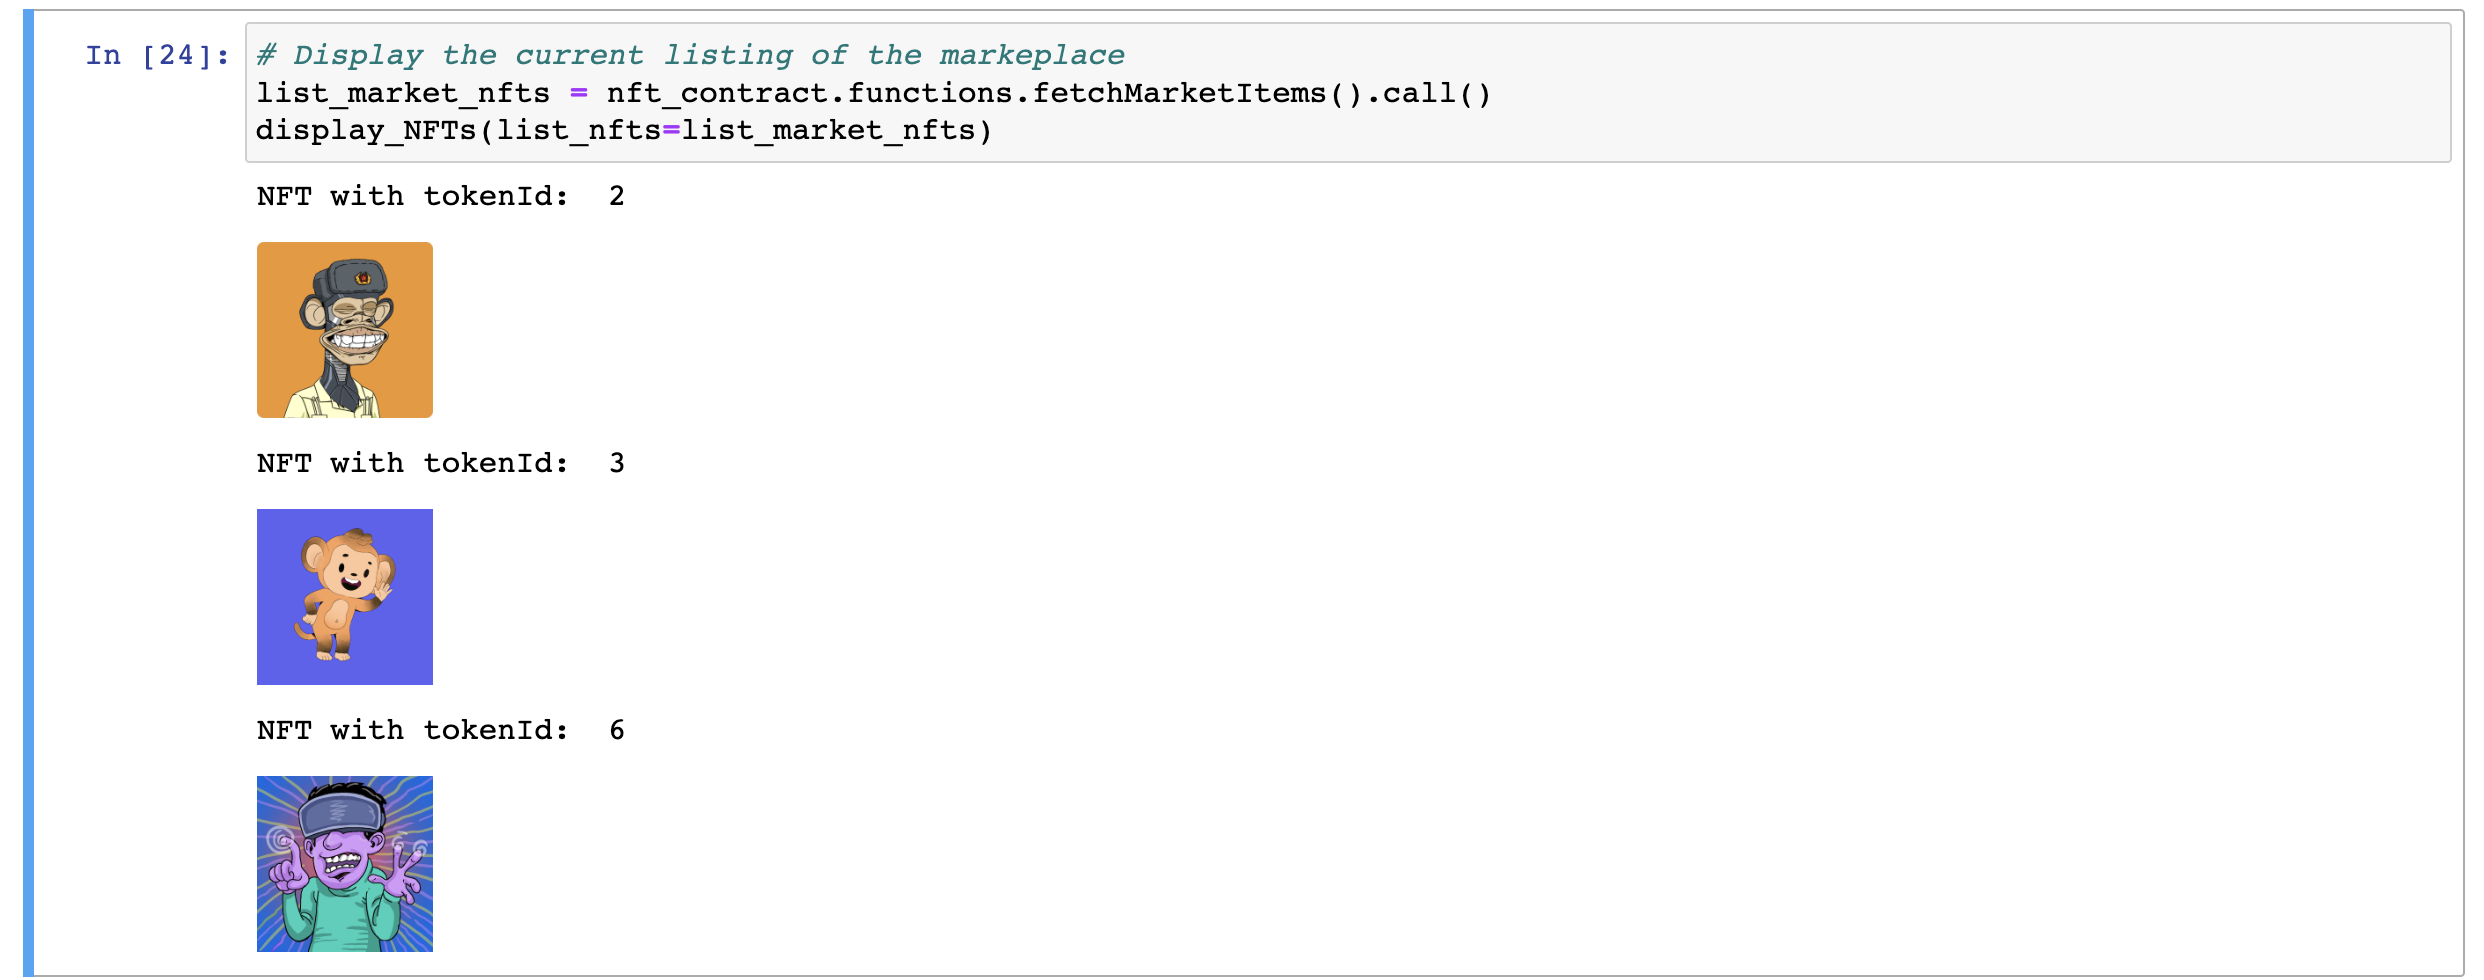 In [24]: # Display the current listing of the markeplace
list_market_nfts = nft_contract.functions.fetchMarketItems().call()
display_NFTs(list_nfts=list_market_nfts)
NFT with tokenId:  2
NFT with tokenId:  3
NFT with tokenId:  6